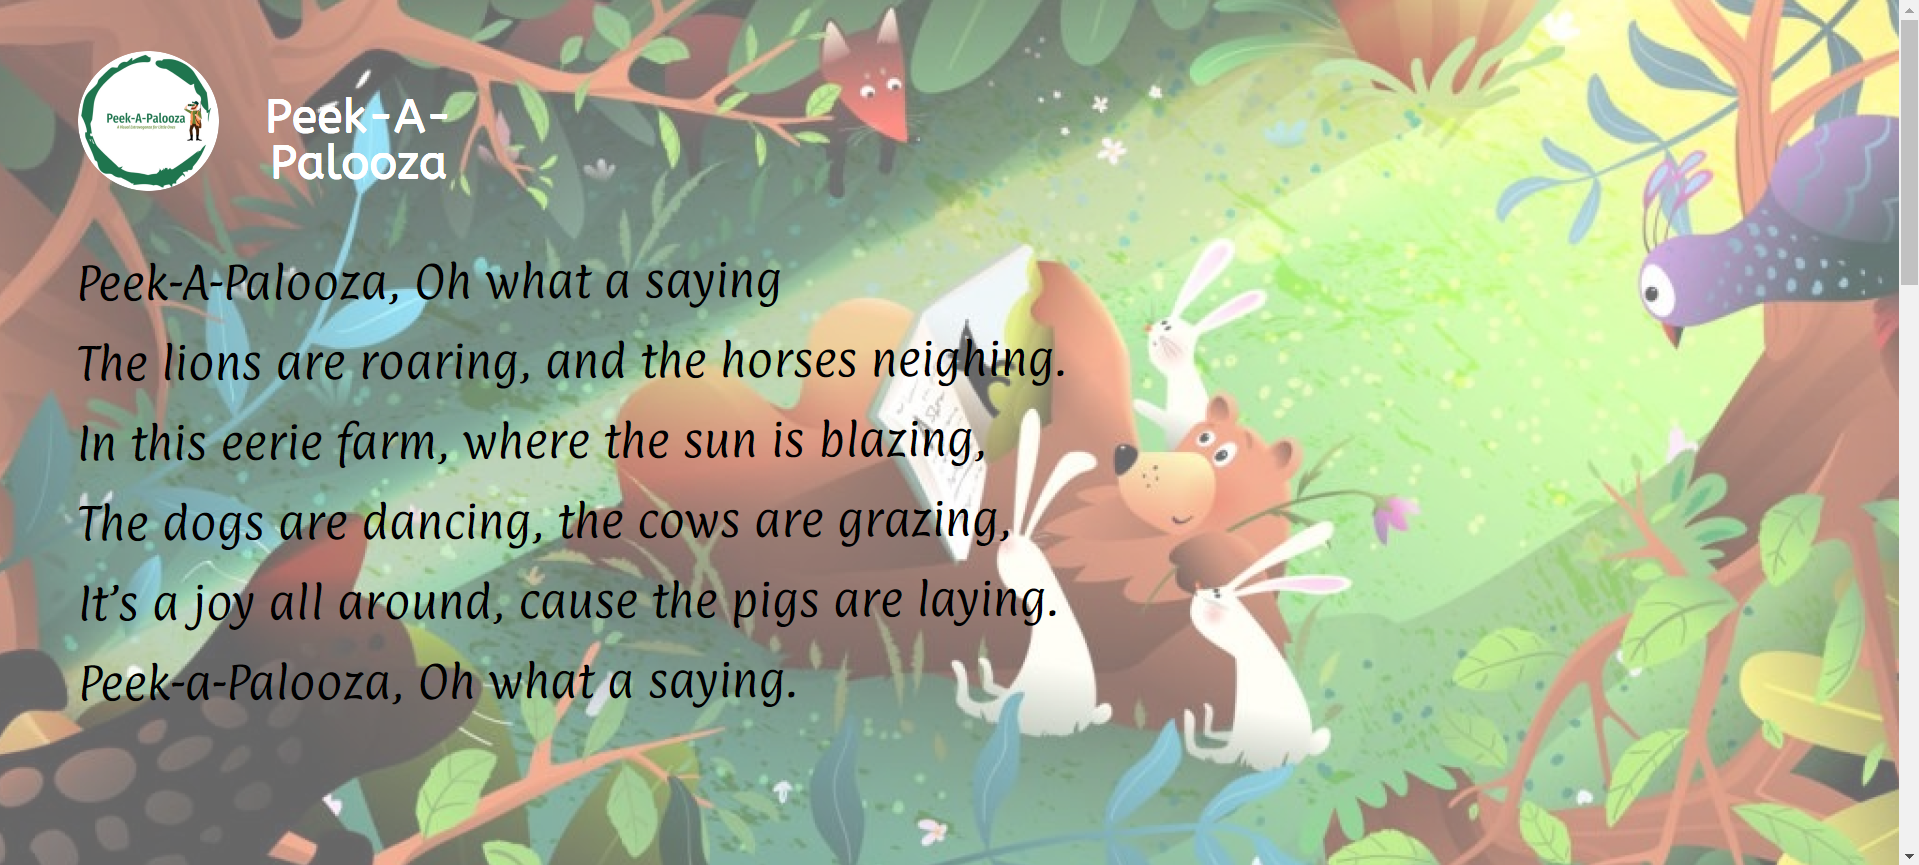 Peek-A-Palooza
Peek-A-
Palooza
Peek-A-Palooza, Oh what a saying
The lions are roaring, and the horses neighing.
In this eerie farm, where the sun is blazing,
The dogs are dancing, the cows are grazing,
It’s a joy all around, cause the pigs are laying.
Peek-a-Palooza, Oh what a saying.